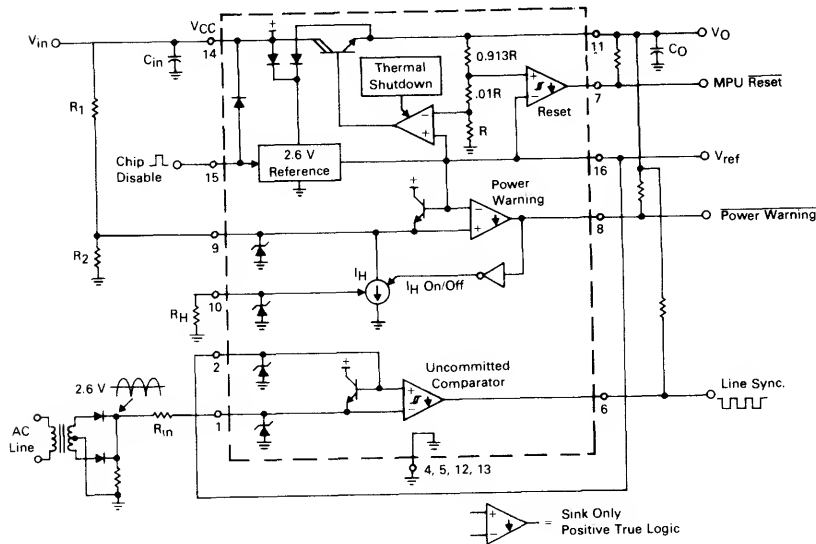 Vin
VCC
14
Cin
R1
Thermal
Shutdown
0.913R
.01R
R
+
Reset
11
CO
VO
7
MPU Reset
Chip
Disable
15
2.6 V
Reference
16
Vref
Power
Warning
8
Power Warning
9
R2
IH
IH On/Off
10
RH
2
Uncommitted
Comparator
6
Line Sync.
2.6 V
AC
Line
Rin
1
4, 5, 12, 13
= Sink Only
Positive True Logic